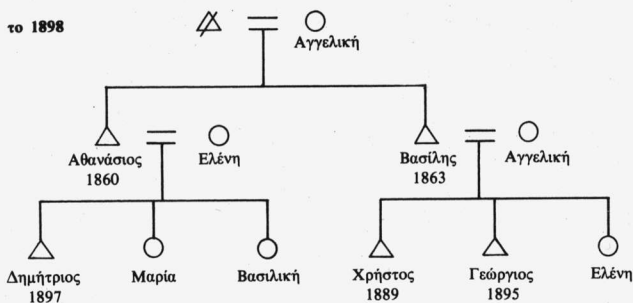 το 1898
Αγγελική
Αθανάσιος
1860
Ελένη
Βασίλης
1863
Αγγελική
Δημήτριος
1897
Μαρία
Βασιλική
Χρήστος
1889
Γεώργιος
1895
Ελένη